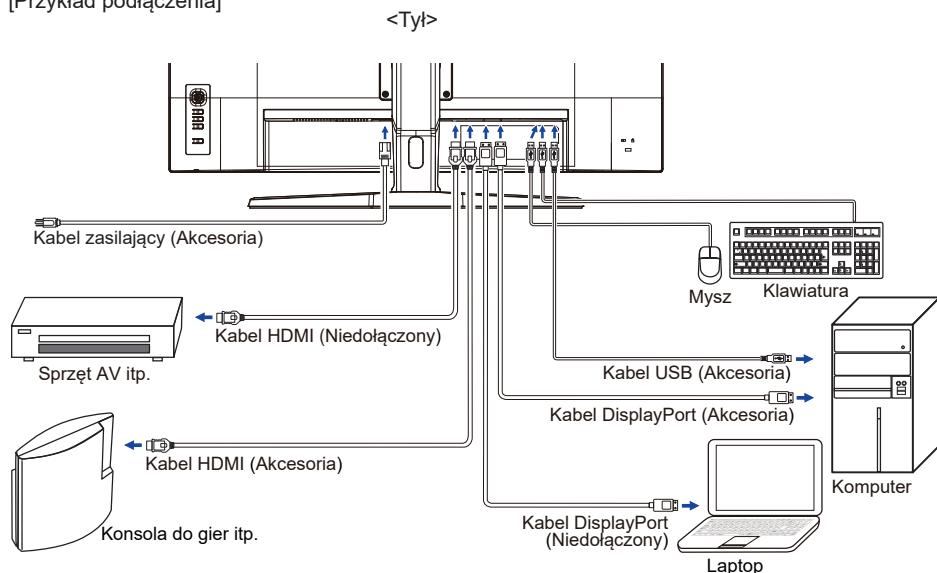 [Przykład podłączenia]
<Tył>
Kabel zasilający (Akcesoria)
Mysz
Klawiatura
Kabel HDMI (Niedołączony)
Sprzęt AV itp.
Kabel USB (Akcesoria)
Kabel DisplayPort (Akcesoria)
Kabel HDMI (Akcesoria)
Komputer
Konsola do gier itp.
Kabel DisplayPort
(Niedołączony)
Laptop